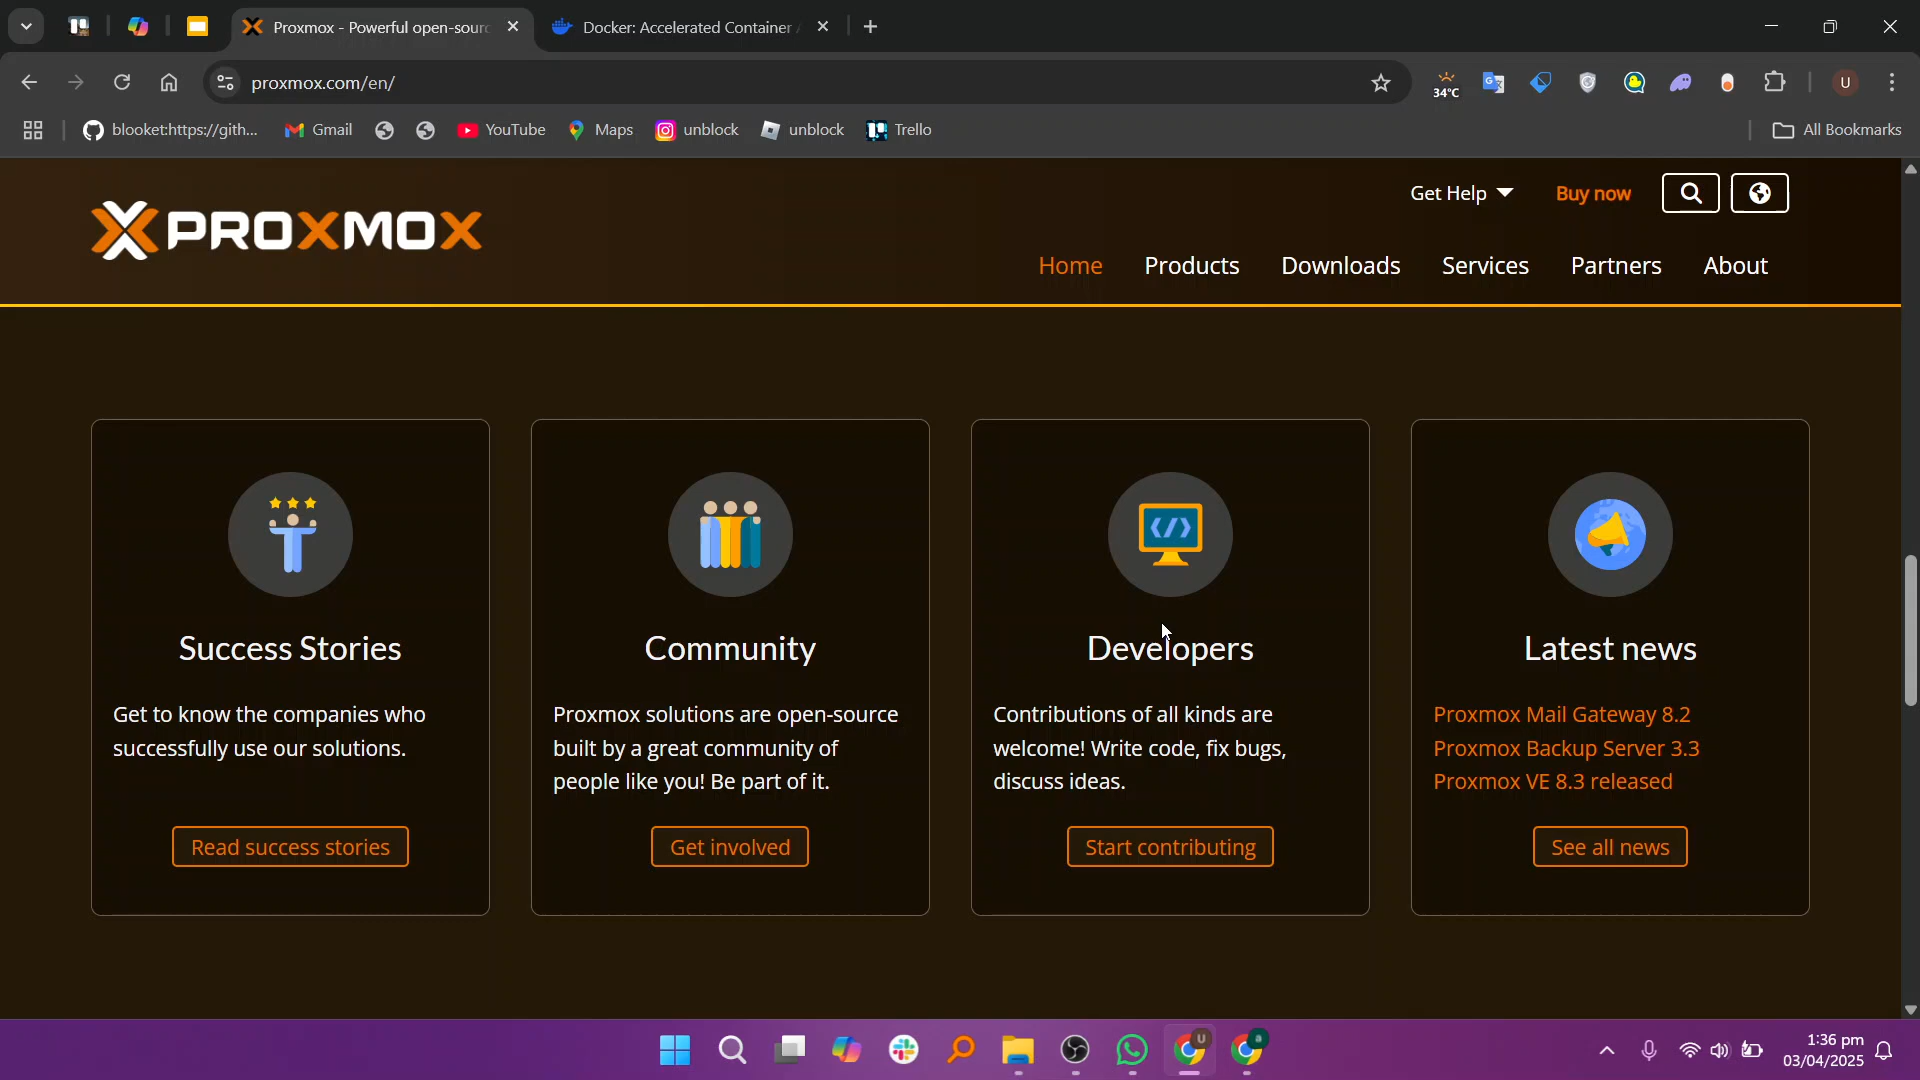 Proxmox - Powerful open-sourc
Docker: Accelerated Container
proxmox.com/en/
34°C
U
blooket:https://gith...
Gmail
YouTube
Maps
unblock
unblock
Trello
All Bookmarks
PROXMOX
Get Help
Buy now
Home
Products
Downloads
Services
Partners
About
Success Stories
Get to know the companies who
successfully use our solutions.
Read success stories
Community
Proxmox solutions are open-source
built by a great community of
people like you! Be part of it.
Get involved
Developers
Contributions of all kinds are
welcome! Write code, fix bugs,
discuss ideas.
Start contributing
Latest news
Proxmox Mail Gateway 8.2
Proxmox Backup Server 3.3
Proxmox VE 8.3 released
See all news
U
a
1:36 pm
03/04/2025